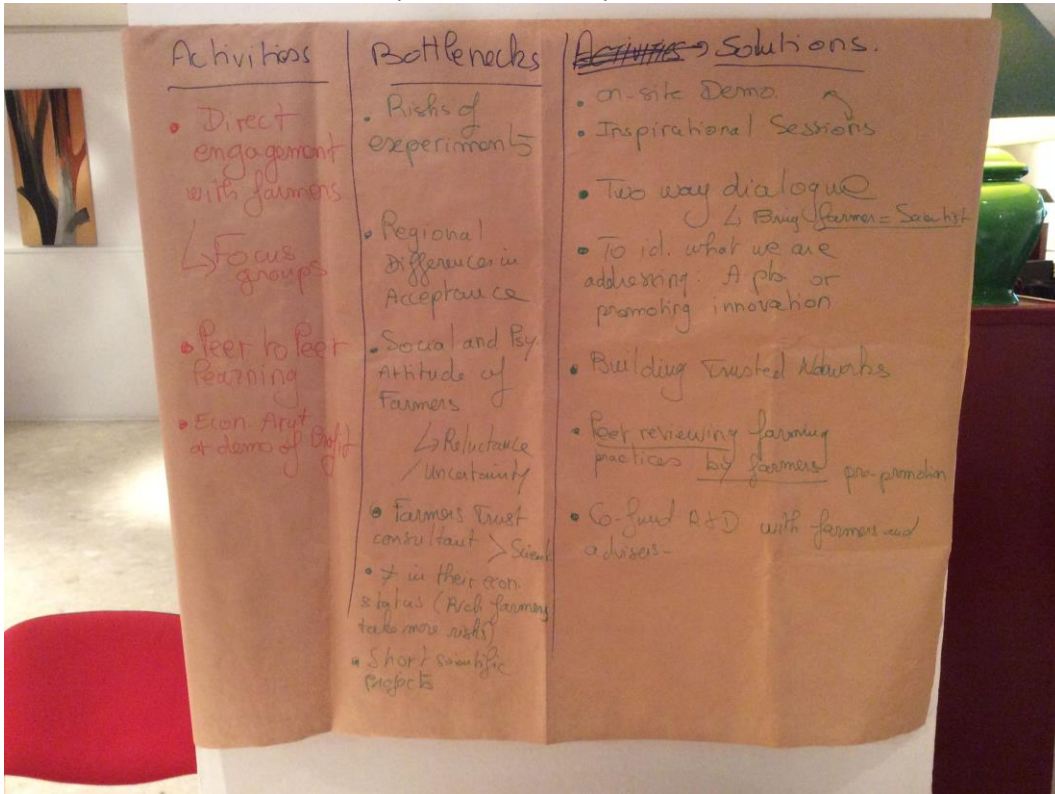 Activities
• Direct
engagement
with farmers
↳ Focus
groups
• Peer to Peer
Learning
• Econ Argt
or demo of Profit
Bottlenecks
• Risks of
experiments
• Regional
Differences in
Acceptance
• Social and Psy.
Attitude of
Farmers
↳ Reluctance
/ Uncertainty
• Farmers Trust
consultant > Scient
• ≠ in their econ.
status (Rich farmers
take more risks)
• Short scientific
projects
Activities → Solutions.
• on-site Demo.
• Inspirational Sessions
• Two way dialogue
↳ Bring farmer = Scientist
• To id. what we are
addressing. A pb or
promoting innovation
• Building Trusted Networks
• Peer reviewing farming
practices by farmers pre-promotion
• Co-fund R&D with farmers and
advisers-